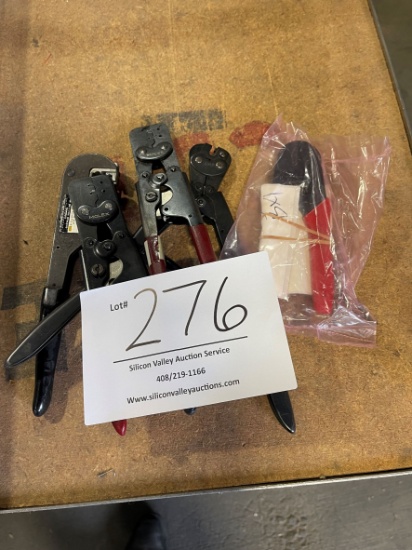 MOLEX
Lot# 276
Silicon Valley Auction Service
408/219-1166
www.siliconvalleyauctions.com